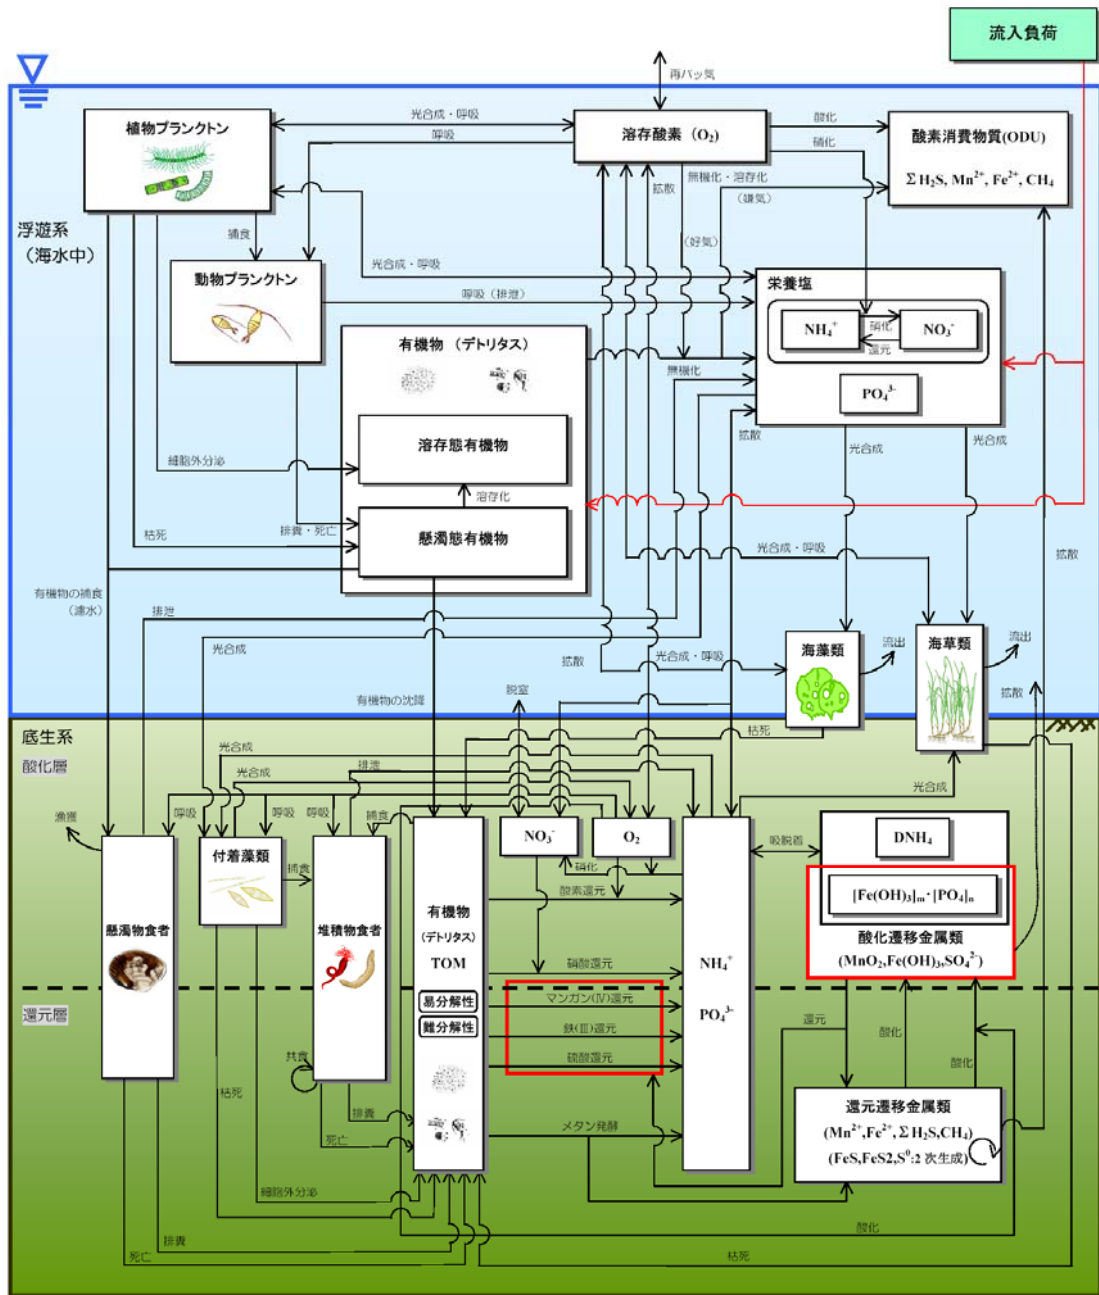 流入負荷
再バッ気
植物プランクトン
光合成・呼吸
呼吸
溶存酸素（O₂）
酸化
硝化
酸素消費物質(ODU)
ΣH₂S, Mn²⁺, Fe²⁺, CH₄
無機化・溶存化
（嫌気）
（好気）
拡散
浮遊系
（海水中）
捕食
光合成・呼吸
動物プランクトン
呼吸（排泄）
栄養塩
NH₄⁺
硝化
還元
NO₃⁻
PO₄³⁻
有機物 （デトリタス）
無機化
拡散
光合成
光合成
溶存態有機物
細胞外分泌
溶存化
懸濁態有機物
排糞・死亡
枯死
光合成・呼吸
拡散
有機物の捕食
（濾水）
排泄
光合成
拡散
光合成・呼吸
海藻類
流出
海草類
流出
拡散
有機物の沈降
脱窒
底生系
酸化層
枯死
光合成
光合成
排泄
光合成
漁獲
呼吸
呼吸
呼吸
捕食
NO₃⁻
O₂
硝化
吸脱着
DNH₄
[Fe(OH)₃]m·[PO₄]n
酸化遷移金属類
(MnO₂,Fe(OH)₃,SO₄²⁻)
付着藻類
捕食
懸濁物食者
堆積物食者
有機物
(デトリタス)
TOM
酸素還元
硝酸還元
NH₄⁺
PO₄³⁻
還元層
易分解性
難分解性
マンガン(Ⅳ)還元
鉄(Ⅲ)還元
硫酸還元
還元
酸化
酸化
共食
枯死
排糞
死亡
メタン発酵
還元遷移金属類
(Mn²⁺,Fe²⁺,ΣH₂S,CH₄)
(FeS,FeS2,S⁰:2 次生成)
細胞外分泌
酸化
排糞
死亡
枯死